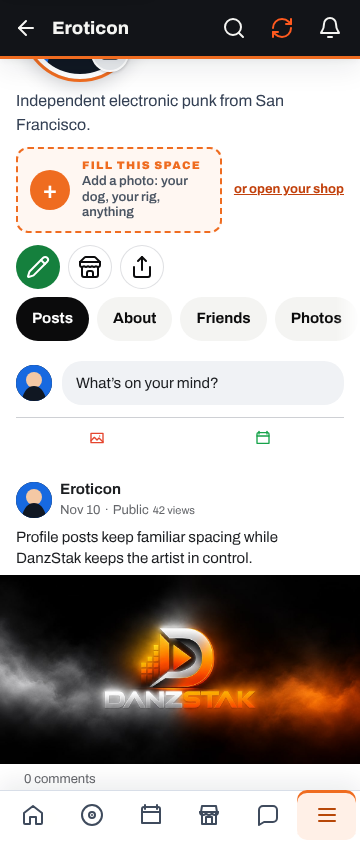 Eroticon
Independent electronic punk from San
Francisco.
FILL THIS SPACE
Add a photo: your
dog, your rig,
anything
or open your shop
Posts
About
Friends
Photos
What's on your mind?
Eroticon
Nov 10 · Public 42 views
Profile posts keep familiar spacing while
DanzStak keeps the artist in control.
DANZSTAK
0 comments